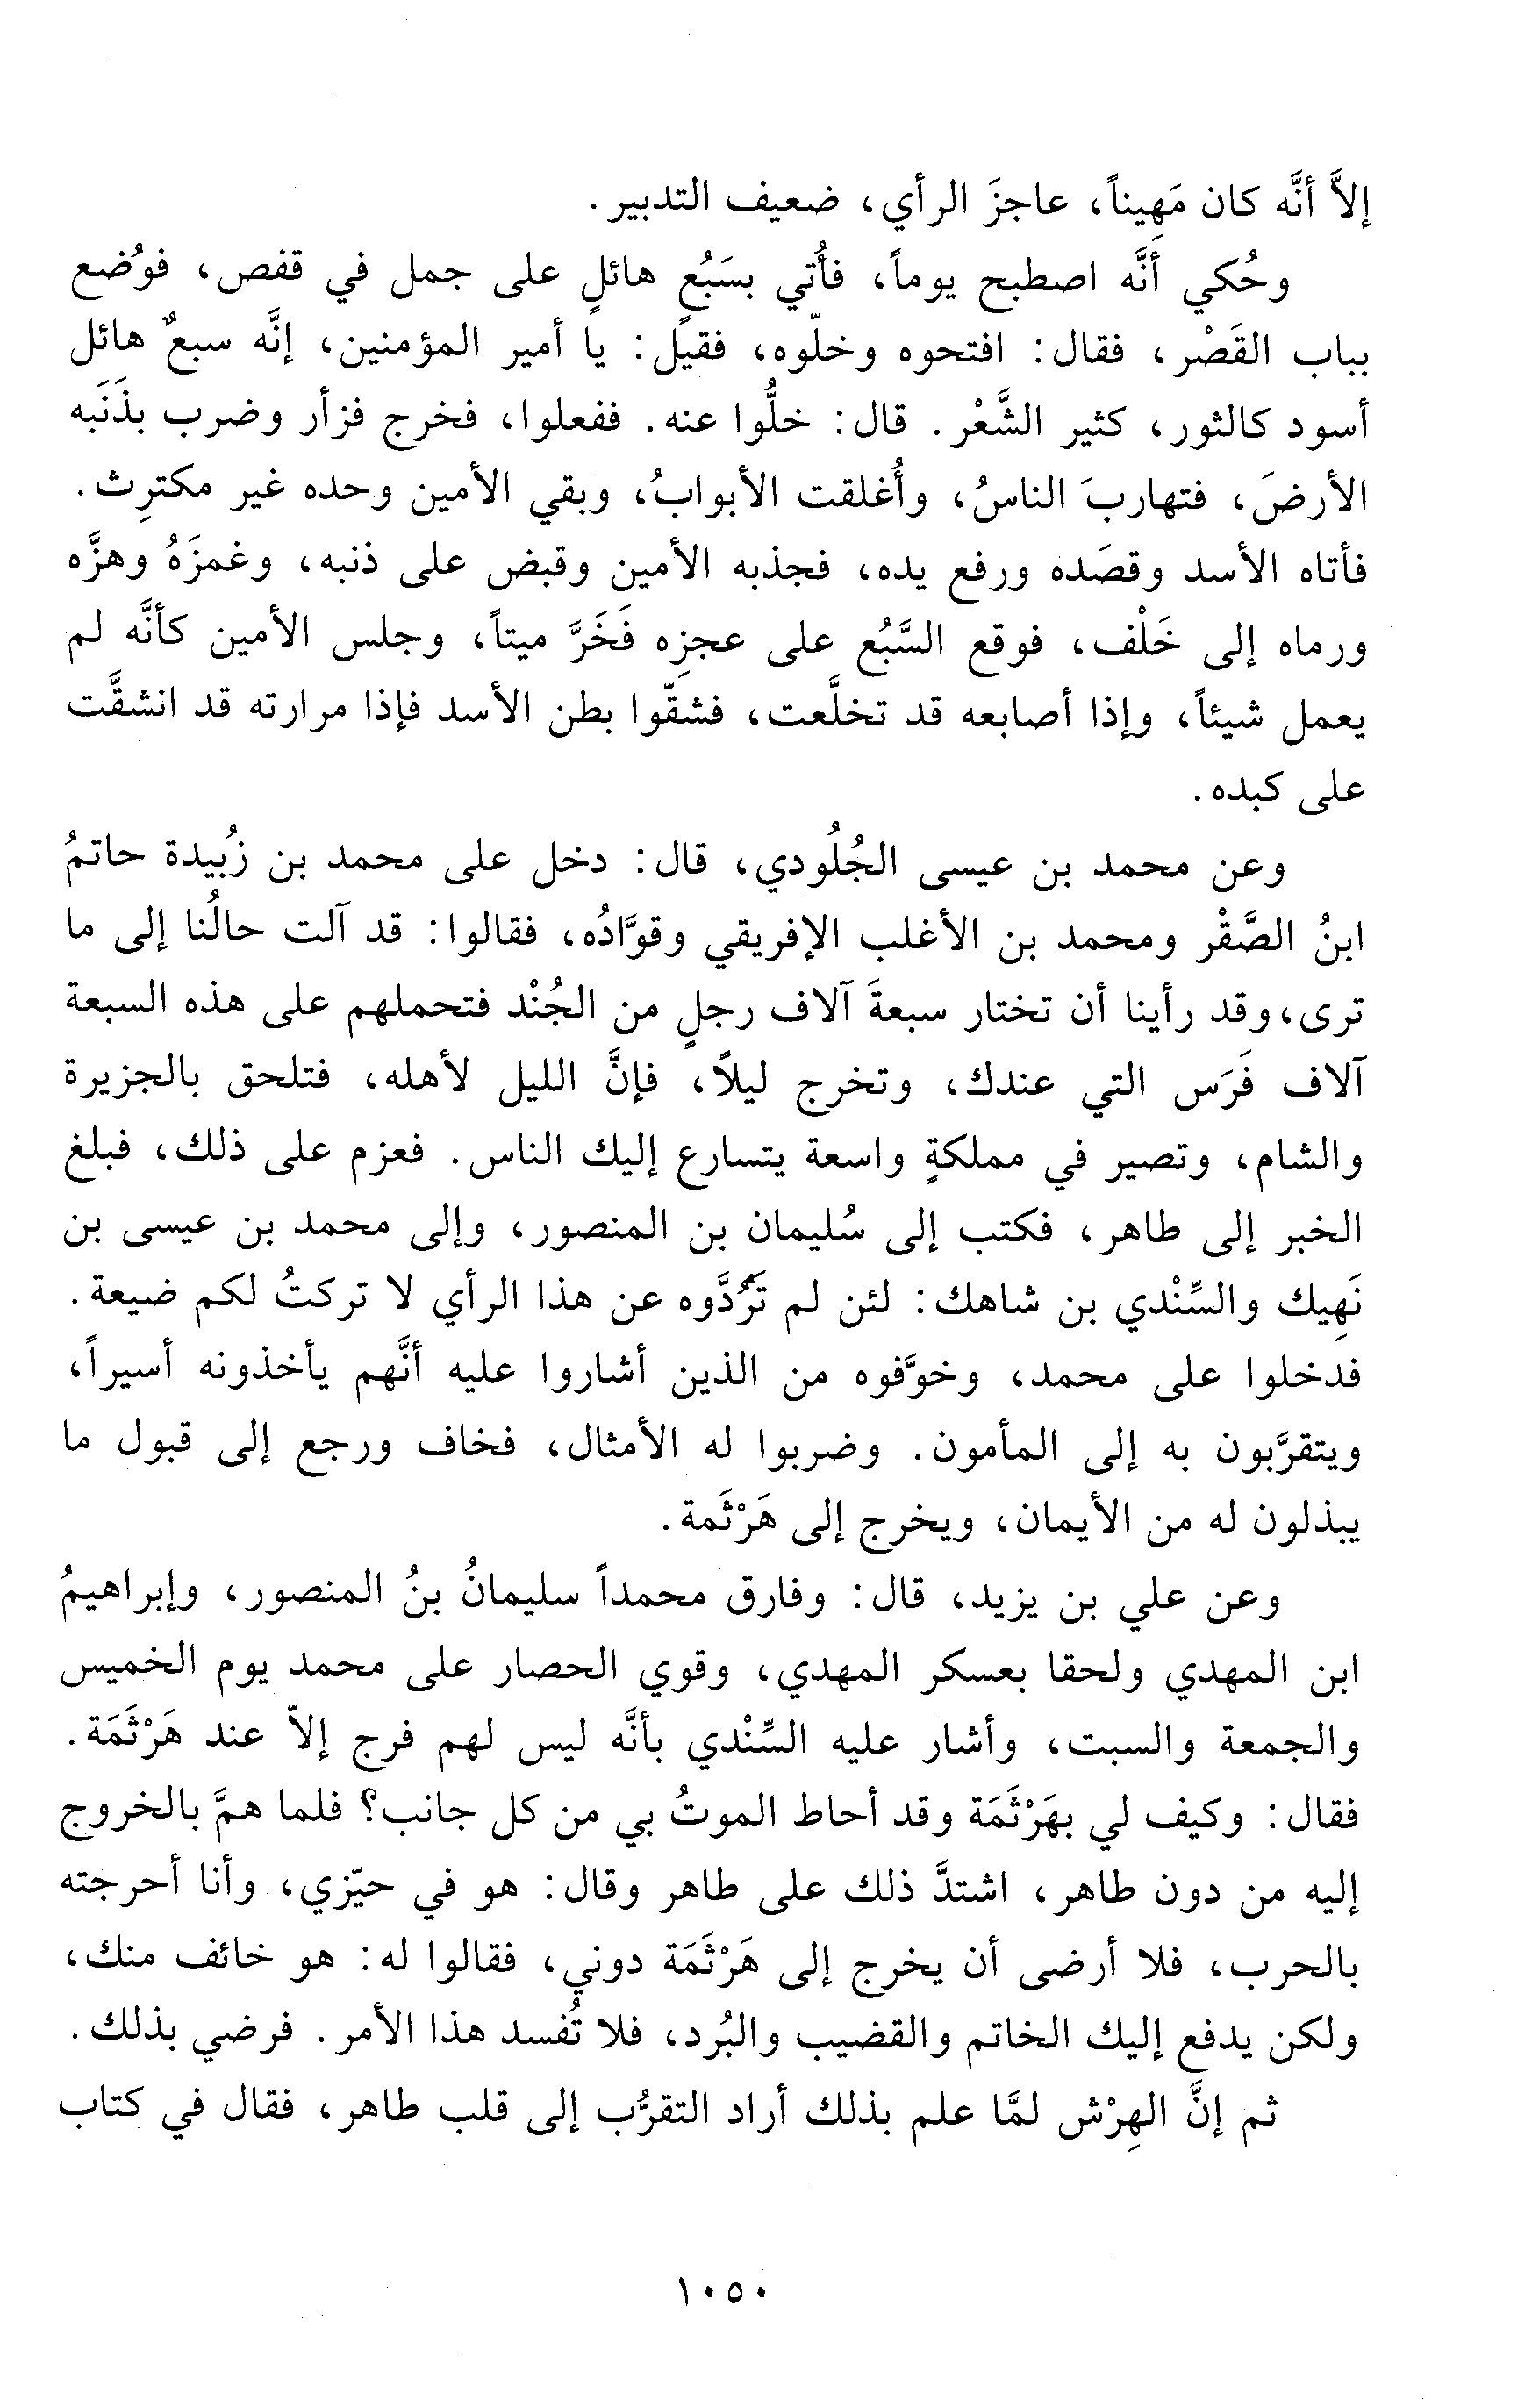 إلاَّ أنَّه كان مَهِيناً، عاجزَ الرأي، ضعيف التدبير.
وحُكي أنَّه اصطبح يوماً، فأُتي بسَبُعٍ هائلٍ على جمل في قفص، فوُضع
بباب القَصْر، فقال: افتحوه وخلّوه، فقيل: يا أمير المؤمنين، إنَّه سبعٌ هائل
أسود كالثور، كثير الشَّعْر. قال: خلُّوا عنه. ففعلوا، فخرج فزأر وضرب بذَنَبه
الأرضَ، فتهاربَ الناسُ، وأُغلقت الأبوابُ، وبقي الأمين وحده غير مكترِث.
فأتاه الأسد وقصَده ورفع يده، فجذبه الأمين وقبض على ذنبه، وغمزَهُ وهزَّه
ورماه إلى خَلْف، فوقع السَّبُع على عجزِه فَخَرَّ ميتاً، وجلس الأمين كأنَّه لم
يعمل شيئاً، وإذا أصابعه قد تخلَّعت، فشقّوا بطن الأسد فإذا مرارته قد انشقَّت
على كبده.
وعن محمد بن عيسى الجُلُودي، قال: دخل على محمد بن زُبيدة حاتمُ
ابنُ الصَّقْر ومحمد بن الأغلب الإفريقي وقوَّادُه، فقالوا: قد آلت حالُنا إلى ما
ترى، وقد رأينا أن تختار سبعةَ آلاف رجلٍ من الجُنْد فتحملهم على هذه السبعة
آلاف فَرَس التي عندك، وتخرج ليلاً، فإنَّ الليل لأهله، فتلحق بالجزيرة
والشام، وتصير في مملكةٍ واسعة يتسارع إليك الناس. فعزم على ذلك، فبلغ
الخبر إلى طاهر، فكتب إلى سُليمان بن المنصور، وإلى محمد بن عيسى بن
نَهِيك والسِّنْدي بن شاهك: لئن لم تَرُدَّوه عن هذا الرأي لا تركتُ لكم ضيعة.
فدخلوا على محمد، وخوَّفوه من الذين أشاروا عليه أنَّهم يأخذونه أسيراً،
ويتقرَّبون به إلى المأمون. وضربوا له الأمثال، فخاف ورجع إلى قبول ما
يبذلون له من الأيمان، ويخرج إلى هَرْثَمة.
وعن علي بن يزيد، قال: وفارق محمداً سليمانُ بنُ المنصور، وإبراهيمُ
ابن المهدي ولحقا بعسكر المهدي، وقوي الحصار على محمد يوم الخميس
والجمعة والسبت، وأشار عليه السِّنْدي بأنَّه ليس لهم فرج إلاّ عند هَرْثَمَة.
فقال: وكيف لي بهَرْثَمَة وقد أحاط الموتُ بي من كل جانب؟ فلما همَّ بالخروج
إليه من دون طاهر، اشتدَّ ذلك على طاهر وقال: هو في حيّزي، وأنا أحرجته
بالحرب، فلا أرضى أن يخرج إلى هَرْثَمَة دوني، فقالوا له: هو خائف منك،
ولكن يدفع إليك الخاتم والقضيب والبُرد، فلا تُفسد هذا الأمر. فرضي بذلك.
ثم إنَّ الهِرْش لمَّا علم بذلك أراد التقرُّب إلى قلب طاهر، فقال في كتاب
١٠٥٠